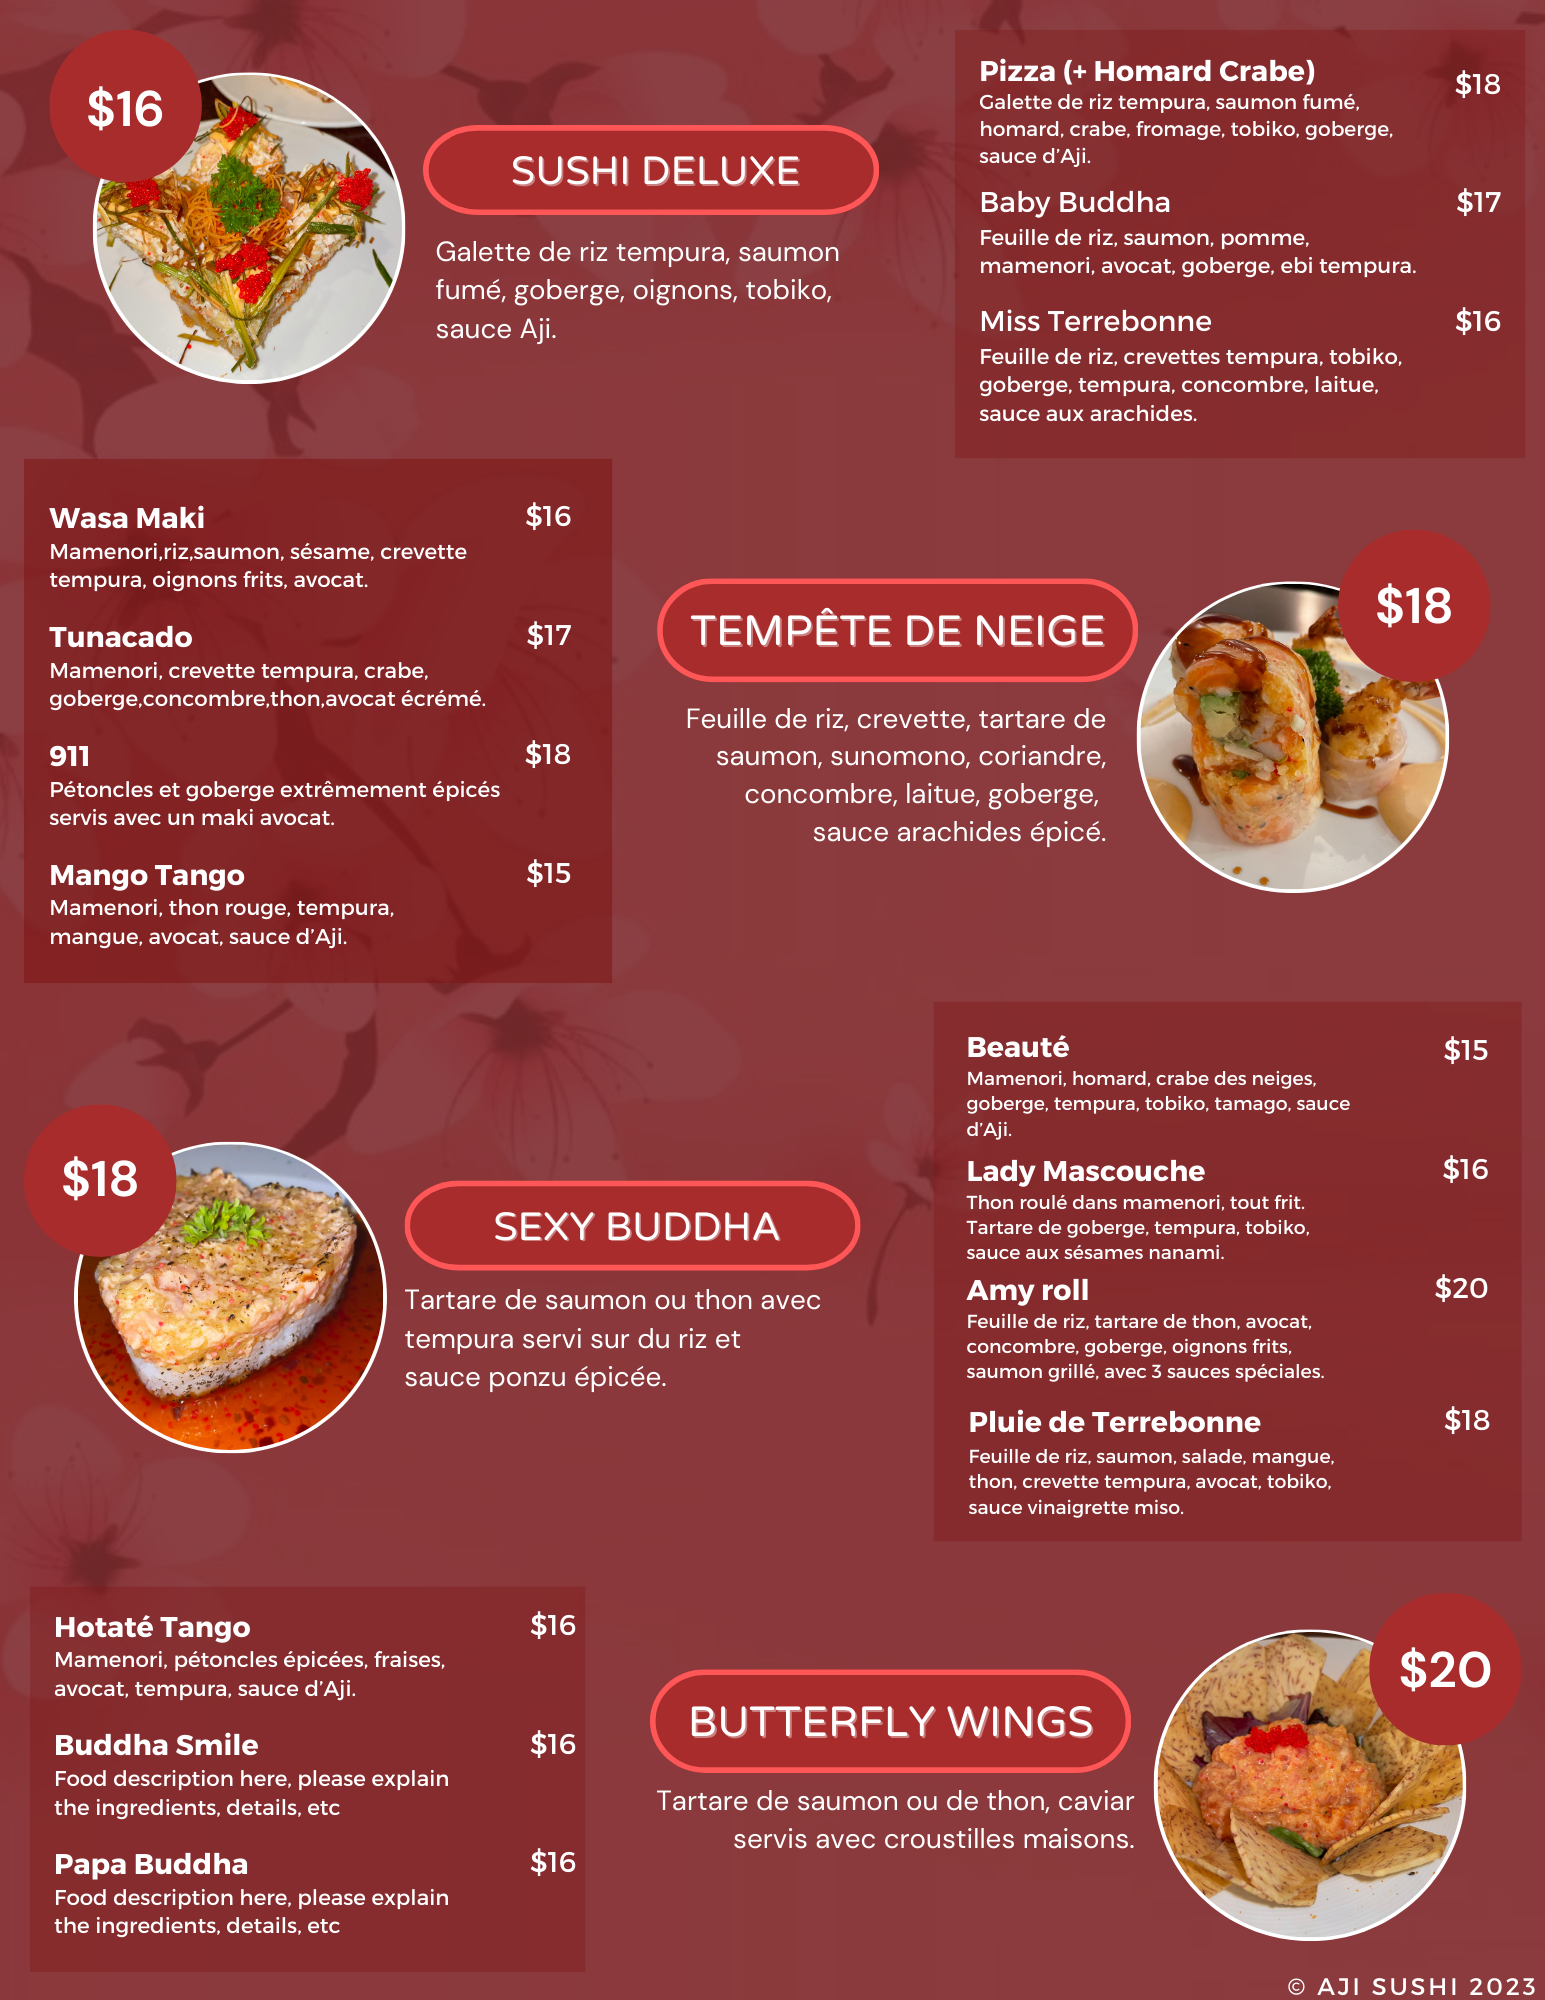 $16
SUSHI DELUXE
Galette de riz tempura, saumon
fumé, goberge, oignons, tobiko,
sauce Aji.
Pizza (+ Homard Crabe)
$18
Galette de riz tempura, saumon fumé,
homard, crabe, fromage, tobiko, goberge,
sauce d’Aji.
Baby Buddha
$17
Feuille de riz, saumon, pomme,
mamenori, avocat, goberge, ebi tempura.
Miss Terrebonne
$16
Feuille de riz, crevettes tempura, tobiko,
goberge, tempura, concombre, laitue,
sauce aux arachides.
Wasa Maki
$16
Mamenori,riz,saumon, sésame, crevette
tempura, oignons frits, avocat.
Tunacado
$17
Mamenori, crevette tempura, crabe,
goberge,concombre,thon,avocat écrémé.
911
$18
Pétoncles et goberge extrêmement épicés
servis avec un maki avocat.
Mango Tango
$15
Mamenori, thon rouge, tempura,
mangue, avocat, sauce d’Aji.
TEMPÊTE DE NEIGE
$18
Feuille de riz, crevette, tartare de
saumon, sunomono, coriandre,
concombre, laitue, goberge,
sauce arachides épicé.
$18
SEXY BUDDHA
Tartare de saumon ou thon avec
tempura servi sur du riz et
sauce ponzu épicée.
Beauté
$15
Mamenori, homard, crabe des neiges,
goberge, tempura, tobiko, tamago, sauce
d’Aji.
Lady Mascouche
$16
Thon roulé dans mamenori, tout frit.
Tartare de goberge, tempura, tobiko,
sauce aux sésames nanami.
Amy roll
$20
Feuille de riz, tartare de thon, avocat,
concombre, goberge, oignons frits,
saumon grillé, avec 3 sauces spéciales.
Pluie de Terrebonne
$18
Feuille de riz, saumon, salade, mangue,
thon, crevette tempura, avocat, tobiko,
sauce vinaigrette miso.
Hotaté Tango
$16
Mamenori, pétoncles épicées, fraises,
avocat, tempura, sauce d’Aji.
Buddha Smile
$16
Food description here, please explain
the ingredients, details, etc
Papa Buddha
$16
Food description here, please explain
the ingredients, details, etc
BUTTERFLY WINGS
$20
Tartare de saumon ou de thon, caviar
servis avec croustilles maisons.
© AJI SUSHI 2023